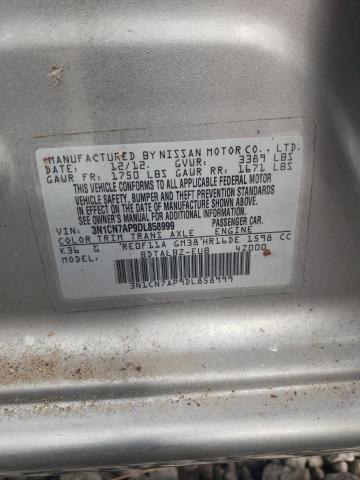 MANUFACTURED BY NISSAN MOTOR CO., LTD.
DATE: 12/12. GVWR: 3389 LBS
GAWR FR: 1750 LBS GAWR RR: 1671 LBS
THIS VEHICLE CONFORMS TO ALL APPLICABLE FEDERAL MOTOR
VEHICLE SAFETY, BUMPER, AND THEFT PREVENTION STANDARDS
IN EFFECT ON THE DATE OF MANUFACTURE SHOWN ABOVE.
SEE OWNER'S MANUAL FOR ADDITIONAL INFORMATION.
VIN: 3N1CN7AP9DL858999 PASSENGER CAR.
COLOR TRIM TRANS AXLE ENGINE
K36 G RE0F11A GM38 HR16DE 1598 CC
MODEL: BDTALBZ-EUB 4Z000
3N1CN7AP9DL858999